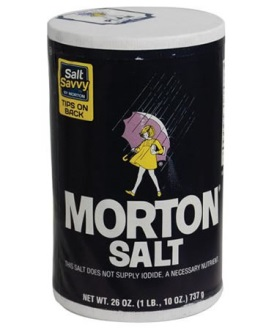 Salt
Savvy
BY MORTON
TIPS ON
BACK
MORTON®
SALT
THIS SALT DOES NOT SUPPLY IODIDE, A NECESSARY NUTRIENT
NET WT. 26 OZ. (1 LB., 10 OZ.) 737 g